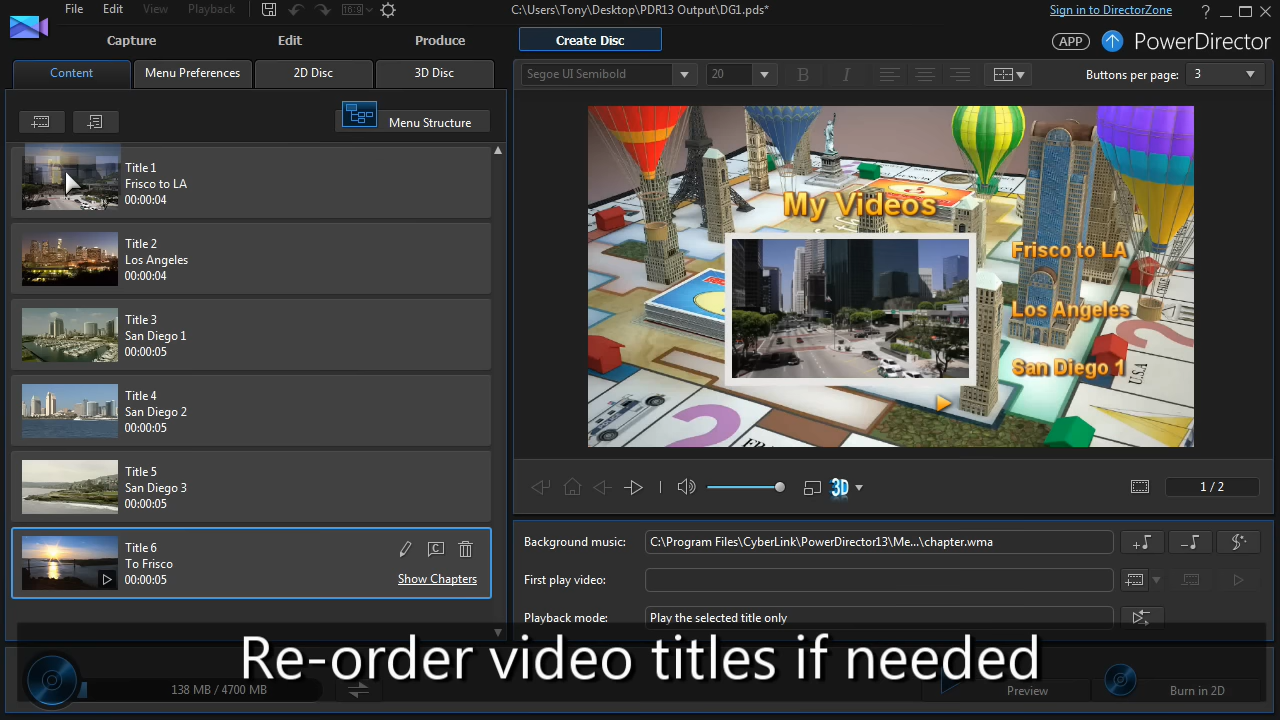 File Edit View Playback
16:9
C:\Users\Tony\Desktop\PDR13 Output\DG1.pds*
Sign in to DirectorZone
?
Capture Edit Produce Create Disc
APP PowerDirector
Content Menu Preferences 2D Disc 3D Disc
Segoe UI Semibold 20 B I Buttons per page: 3
Menu Structure
Title 1
Frisco to LA
00:00:04
Title 2
Los Angeles
00:00:04
Title 3
San Diego 1
00:00:05
Title 4
San Diego 2
00:00:05
Title 5
San Diego 3
00:00:05
Title 6
To Frisco
00:00:05
C
Show Chapters
My Videos
Frisco to LA
Los Angeles
San Diego 1
U.S.A
3D
1 / 2
Background music: C:\Program Files\CyberLink\PowerDirector13\Me...\chapter.wma
First play video:
Playback mode: Play the selected title only
Re-order video titles if needed
138 MB / 4700 MB
Preview
Burn in 2D